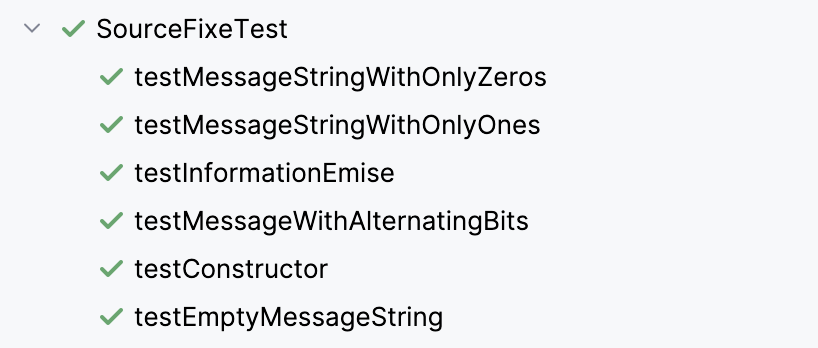 SourceFixeTest
testMessageStringWithOnlyZeros
testMessageStringWithOnlyOnes
testInformationEmise
testMessageWithAlternatingBits
testConstructor
testEmptyMessageString